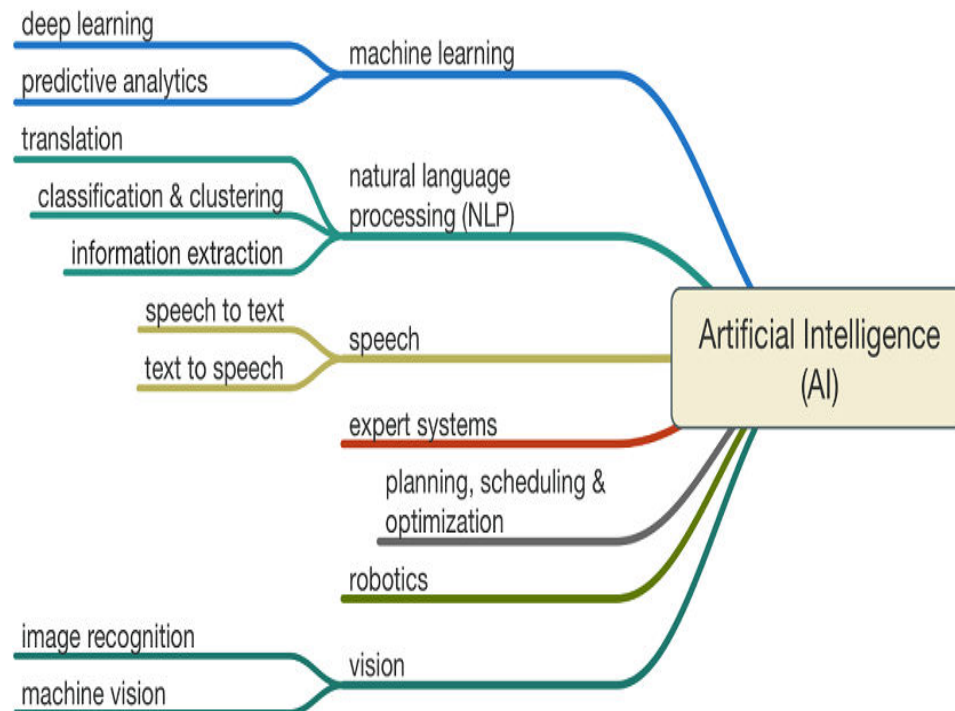 deep learning
predictive analytics
machine learning
translation
classification & clustering
information extraction
natural language
processing (NLP)
speech to text
text to speech
speech
expert systems
planning, scheduling &
optimization
robotics
image recognition
machine vision
vision
Artificial Intelligence
(AI)